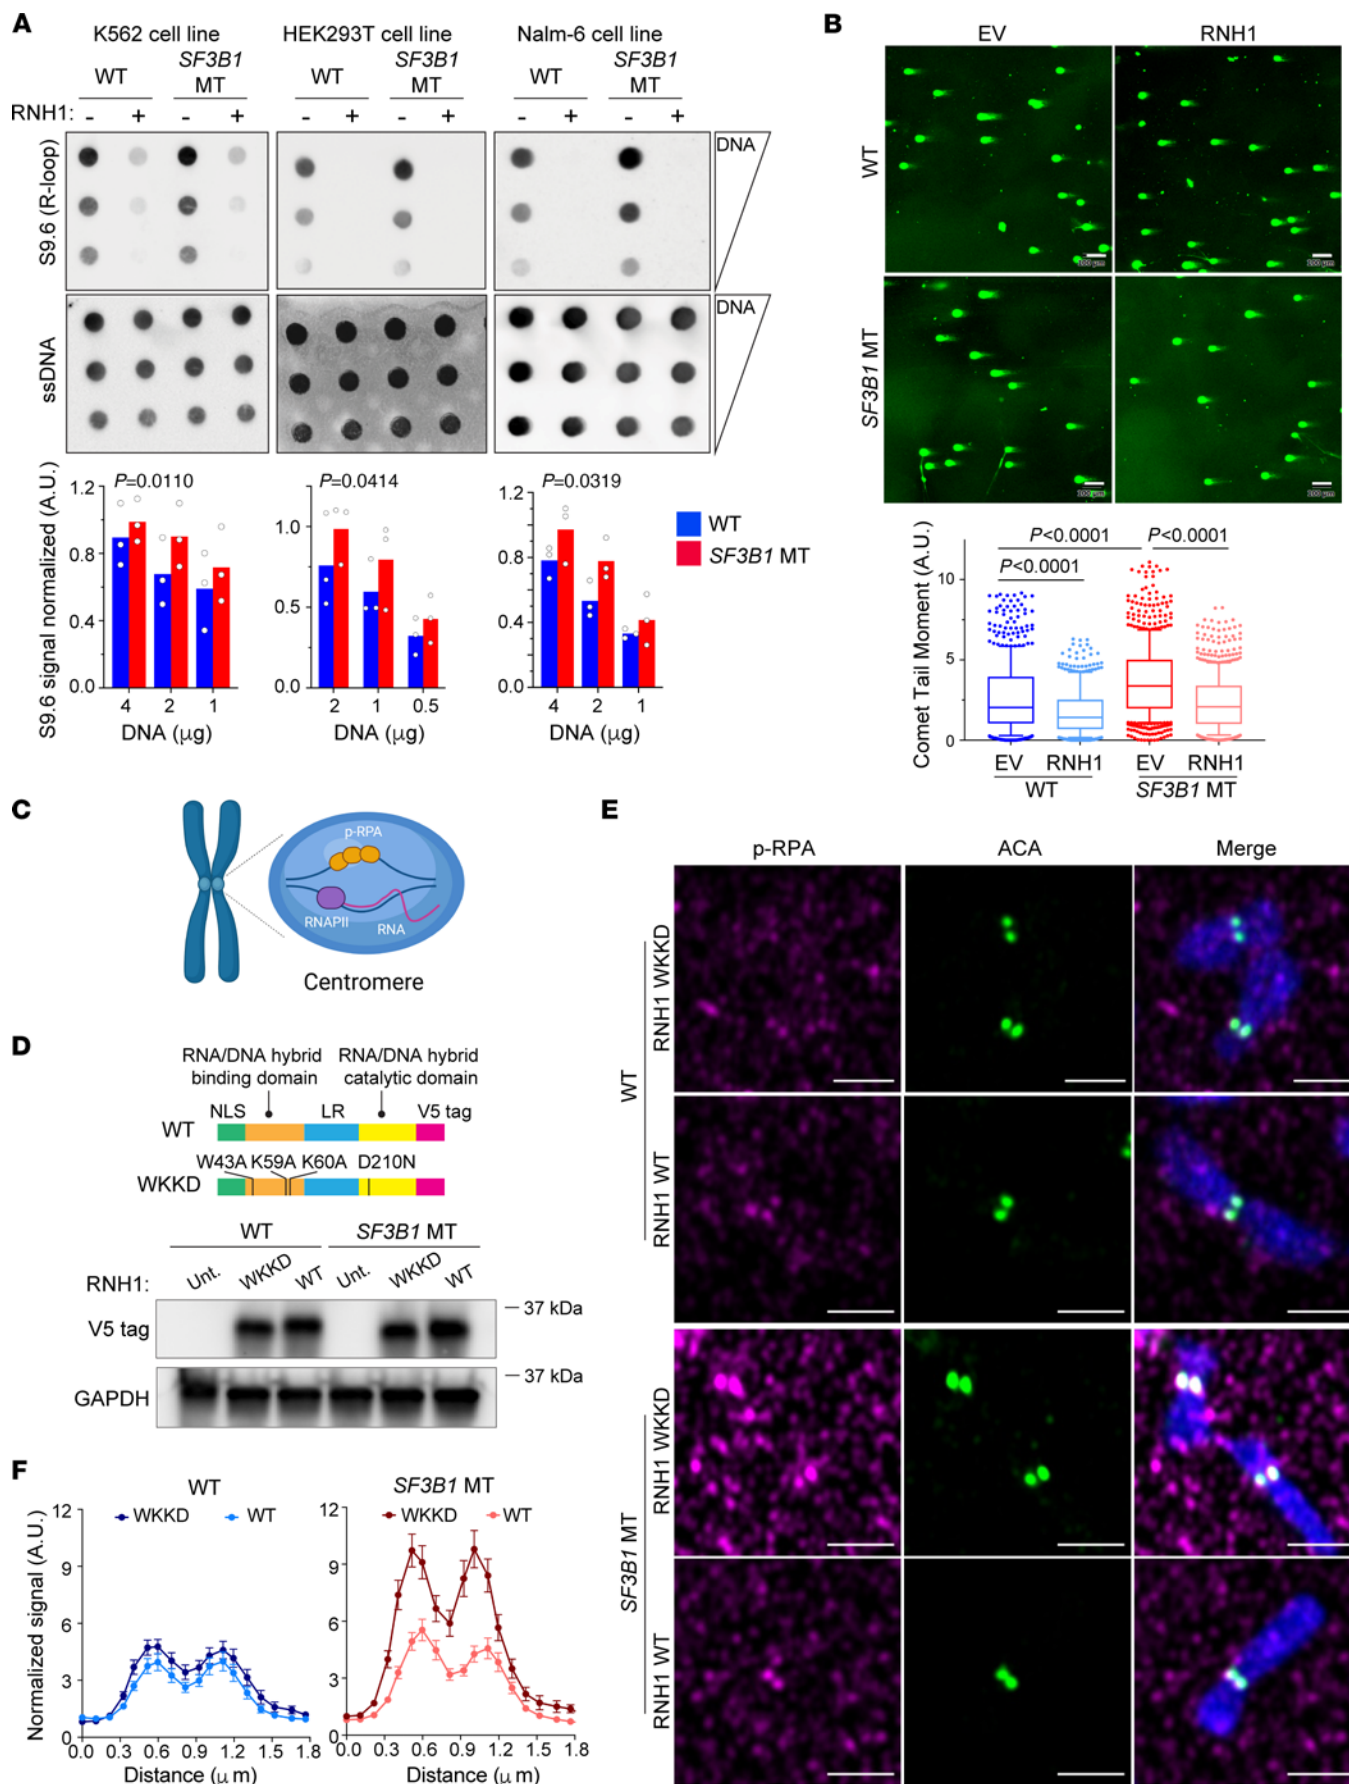 A
K562 cell line
HEK293T cell line
Nalm-6 cell line
WT
SF3B1 MT
WT
SF3B1 MT
WT
SF3B1 MT
RNH1: - + - + - + - + - + - +
S9.6 (R-loop)
DNA
ssDNA
DNA
S9.6 signal normalized (A.U.)
P=0.0110
1.2
0.8
0.4
0.0
4 2 1
DNA (μg)
P=0.0414
1.0
0.5
0.0
2 1 0.5
DNA (μg)
P=0.0319
1.2
0.8
0.4
0.0
4 2 1
DNA (μg)
WT
SF3B1 MT
B
EV
RNH1
WT
100 μm
100 μm
SF3B1 MT
100 μm
100 μm
Comet Tail Moment (A.U.)
P<0.0001 P<0.0001
P<0.0001
10
5
0
EV RNH1 EV RNH1
WT SF3B1 MT
C
p-RPA
RNAPII
RNA
Centromere
D
RNA/DNA hybrid binding domain
RNA/DNA hybrid catalytic domain
NLS LR V5 tag
WT
W43A K59A K60A D210N
WKKD
WT SF3B1 MT
RNH1: Unt. WKKD WT Unt. WKKD WT
37 kDa
V5 tag
37 kDa
GAPDH
E
p-RPA ACA Merge
WT
RNH1 WKKD
RNH1 WT
SF3B1 MT
RNH1 WKKD
RNH1 WT
F
WT
WKKD WT
Normalized signal (A.U.)
12
9
6
3
0
0.0 0.3 0.6 0.9 1.2 1.5 1.8
Distance (μm)
SF3B1 MT
WKKD WT
12
9
6
3
0
0.0 0.3 0.6 0.9 1.2 1.5 1.8
Distance (μm)